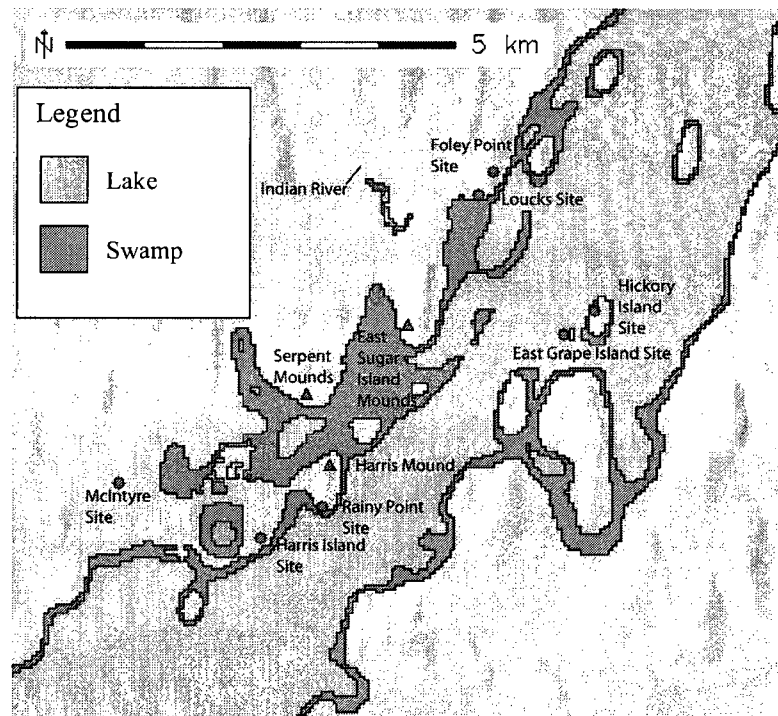 N
5 km
Legend
Lake
Swamp
Foley Point
Site
Indian River
Loucks Site
Hickory
Island
Site
East Grape Island Site
East
Sugar
Island
Mounds
Serpent
Mounds
Harris Mound
McIntyre
Site
Rainy Point
Site
Harris Island
Site